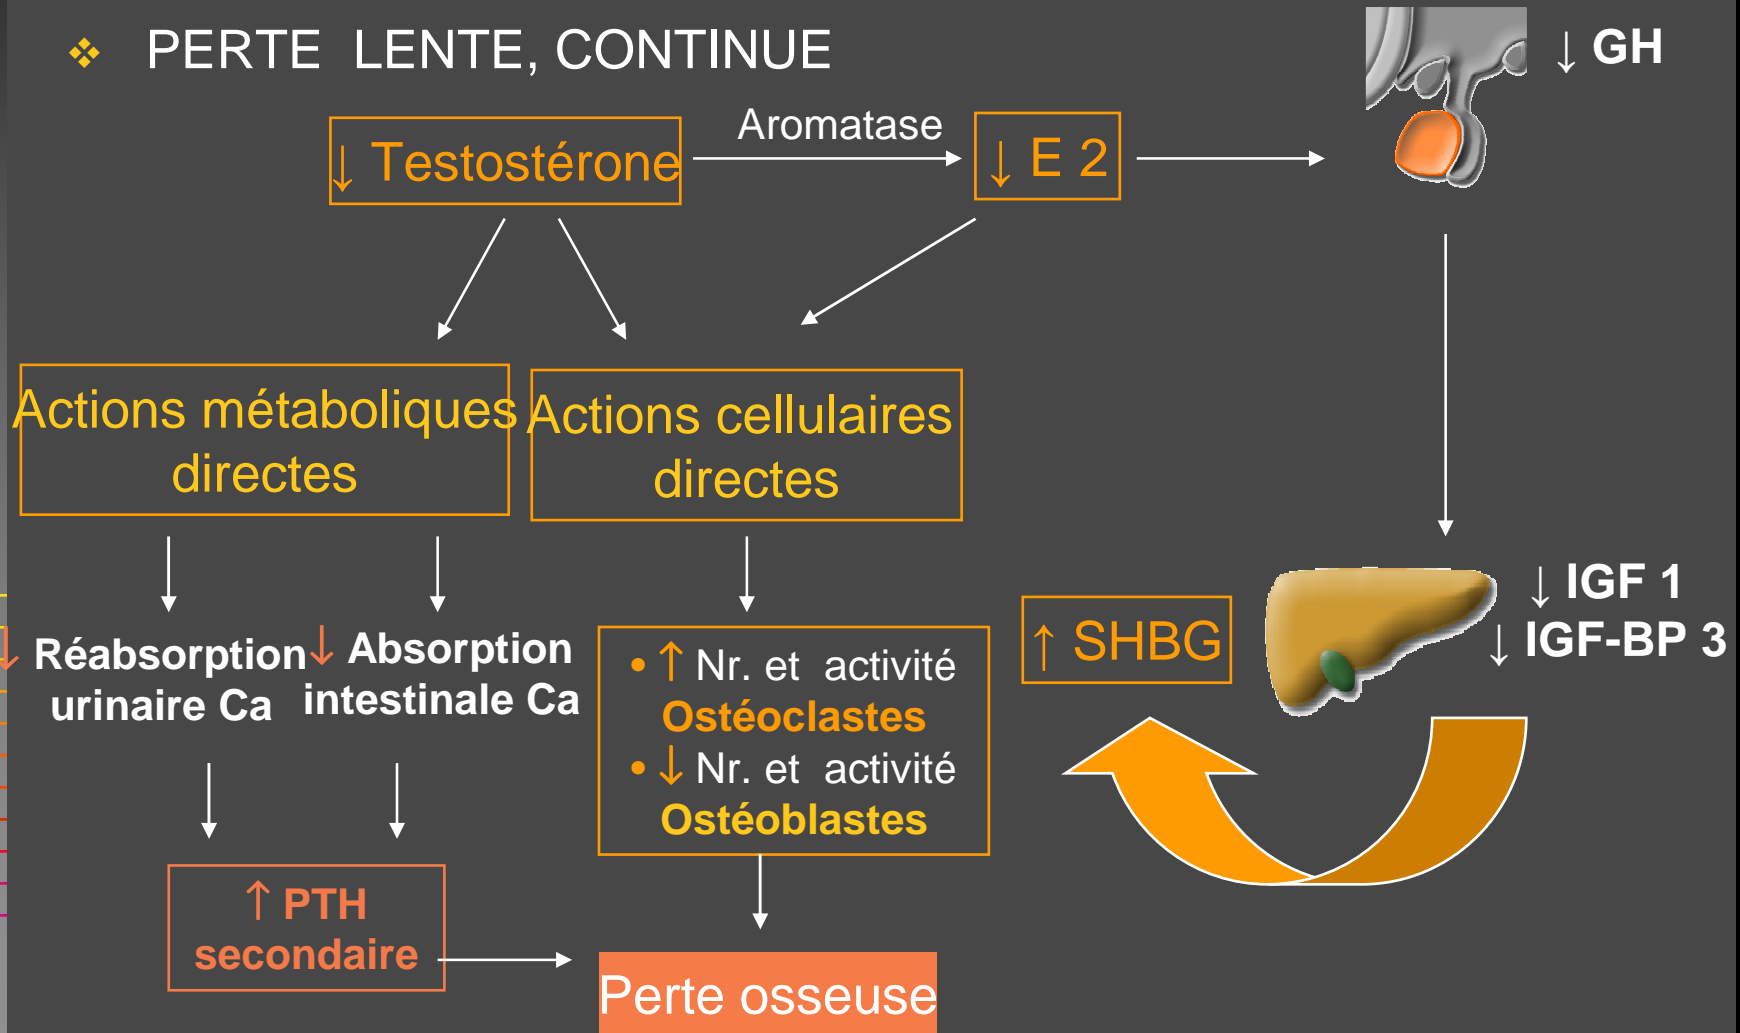 ❖ PERTE LENTE, CONTINUE
↓ GH
Aromatase
↓ Testostérone
↓ E 2
Actions métaboliques
directes
Actions cellulaires
directes
↓ Réabsorption
urinaire Ca
↓ Absorption
intestinale Ca
• ↑ Nr. et activité
Ostéoclastes
• ↓ Nr. et activité
Ostéoblastes
↑ SHBG
↓ IGF 1
↓ IGF-BP 3
↑ PTH
secondaire
Perte osseuse